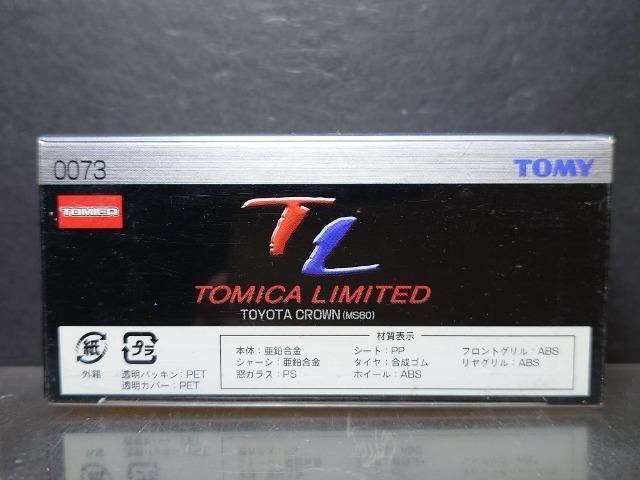 0073
TOMY
TOMICA
TL
TOMICA LIMITED
TOYOTA CROWN (MS60)
紙
プラ
外箱
透明パッキン:PET
透明カバー:PET
材質表示
本体:亜鉛合金 シート:PP フロントグリル:ABS
シャーシ:亜鉛合金 タイヤ:合成ゴム リヤグリル:ABS
窓ガラス:PS ホイール:ABS